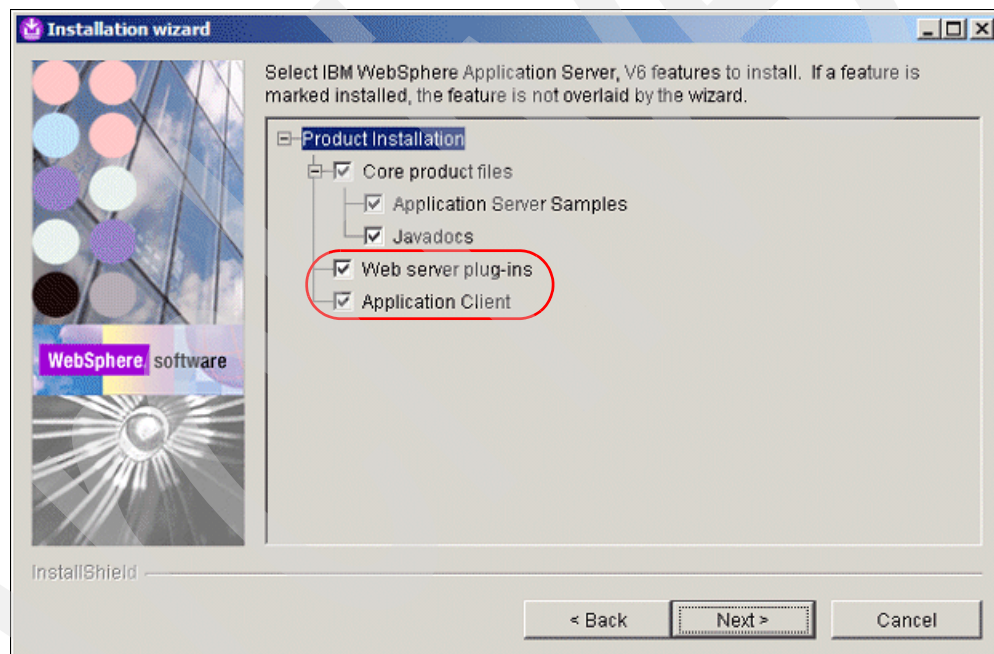 Installation wizard
Select IBM WebSphere Application Server, V6 features to install. If a feature is
marked installed, the feature is not overlaid by the wizard.
Product Installation
Core product files
Application Server Samples
Javadocs
Web server plug-ins
Application Client
WebSphere software
InstallShield
< Back
Next >
Cancel